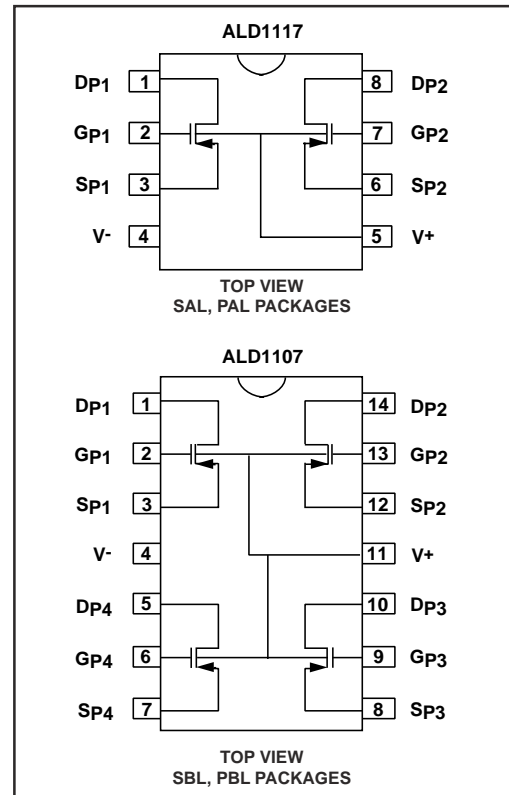 ALD1117
DP1 1 8 DP2
GP1 2 7 GP2
SP1 3 6 SP2
V- 4 5 V+
TOP VIEW
SAL, PAL PACKAGES
ALD1107
DP1 1 14 DP2
GP1 2 13 GP2
SP1 3 12 SP2
V- 4 11 V+
DP4 5 10 DP3
GP4 6 9 GP3
SP4 7 8 SP3
TOP VIEW
SBL, PBL PACKAGES